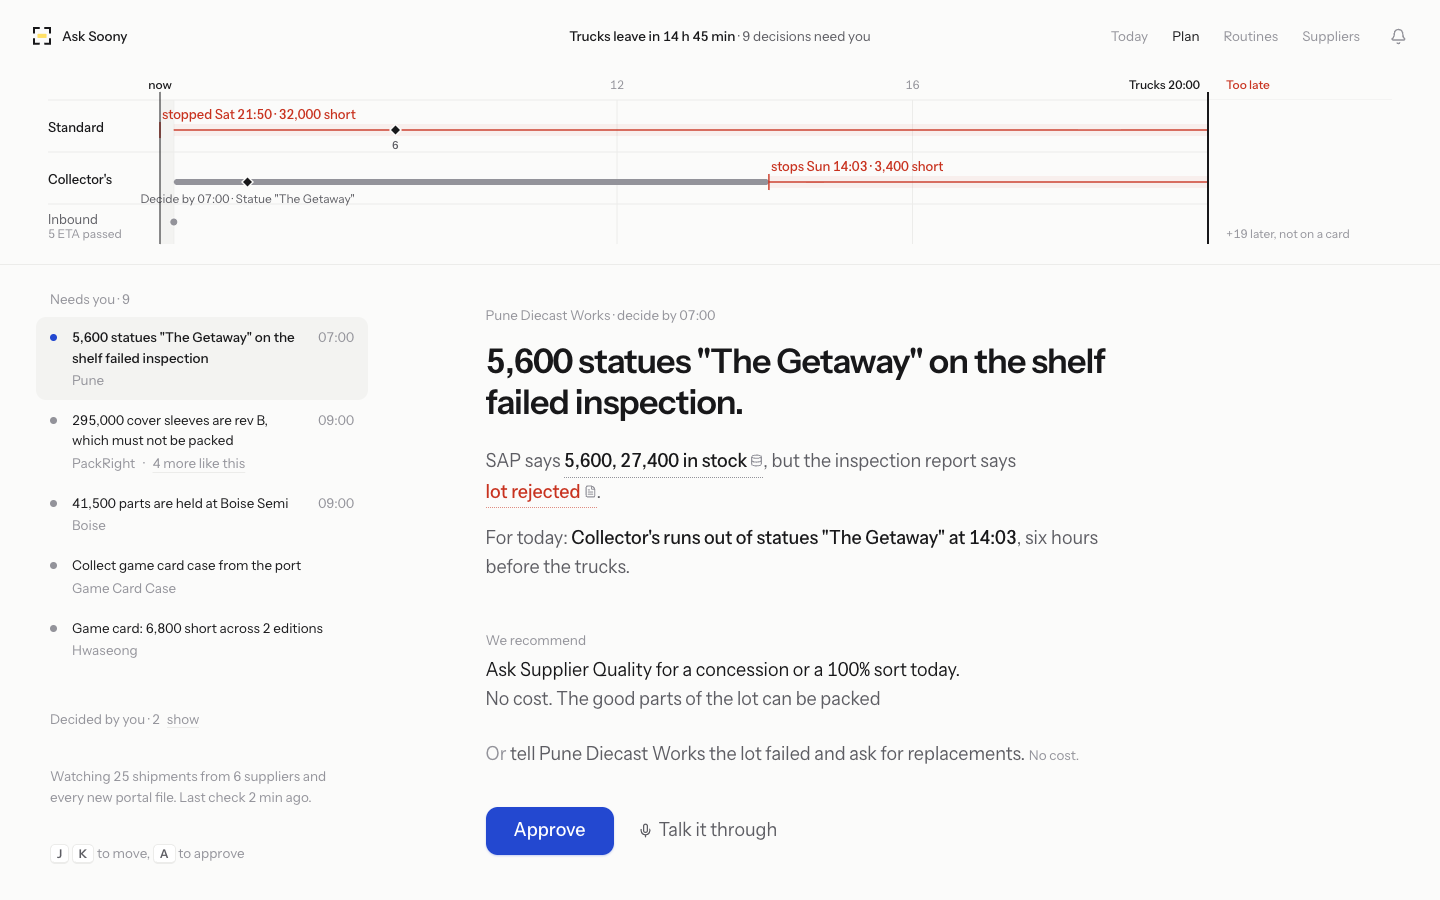 Ask Soony
Trucks leave in 14 h 45 min · 9 decisions need you
Today Plan Routines Suppliers
now 12 16 Trucks 20:00 Too late
stopped Sat 21:50 · 32,000 short
Standard
6
stops Sun 14:03 · 3,400 short
Collector's
Decide by 07:00 · Statue "The Getaway"
Inbound
5 ETA passed
+19 later, not on a card
Needs you · 9
5,600 statues "The Getaway" on the 07:00
shelf failed inspection
Pune
295,000 cover sleeves are rev B, 09:00
which must not be packed
PackRight · 4 more like this
41,500 parts are held at Boise Semi 09:00
Boise
Collect game card case from the port
Game Card Case
Game card: 6,800 short across 2 editions
Hwaseong
Decided by you · 2 show
Watching 25 shipments from 6 suppliers and
every new portal file. Last check 2 min ago.
J K to move, A to approve
Pune Diecast Works · decide by 07:00
5,600 statues "The Getaway" on the shelf
failed inspection.
SAP says 5,600, 27,400 in stock, but the inspection report says
lot rejected.
For today: Collector's runs out of statues "The Getaway" at 14:03, six hours
before the trucks.
We recommend
Ask Supplier Quality for a concession or a 100% sort today.
No cost. The good parts of the lot can be packed
Or tell Pune Diecast Works the lot failed and ask for replacements. No cost.
Approve Talk it through